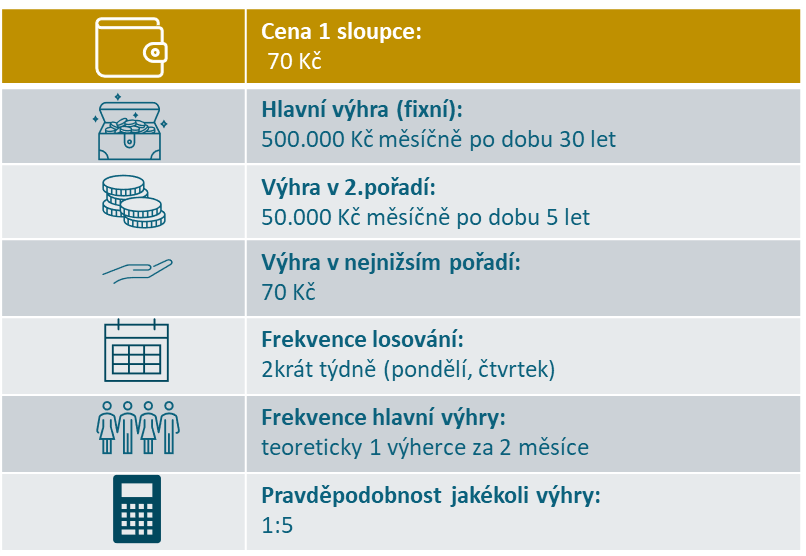 Cena 1 sloupce:
70 Kč
Hlavní výhra (fixní):
500.000 Kč měsíčně po dobu 30 let
Výhra v 2.pořadí:
50.000 Kč měsíčně po dobu 5 let
Výhra v nejnižsím pořadí:
70 Kč
Frekvence losování:
2krát týdně (pondělí, čtvrtek)
Frekvence hlavní výhry:
teoreticky 1 výherce za 2 měsíce
Pravděpodobnost jakékoli výhry:
1:5